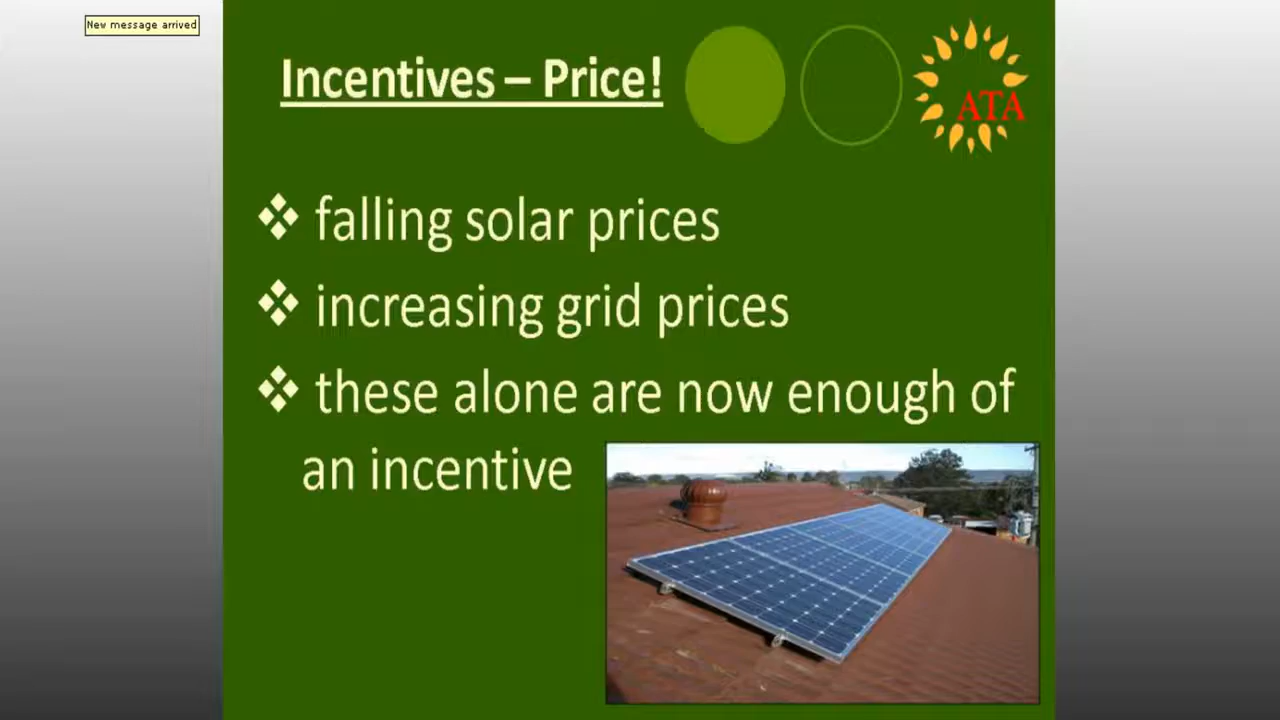 New message arrived
Incentives – Price!
ATA
❖ falling solar prices
❖ increasing grid prices
❖ these alone are now enough of
an incentive